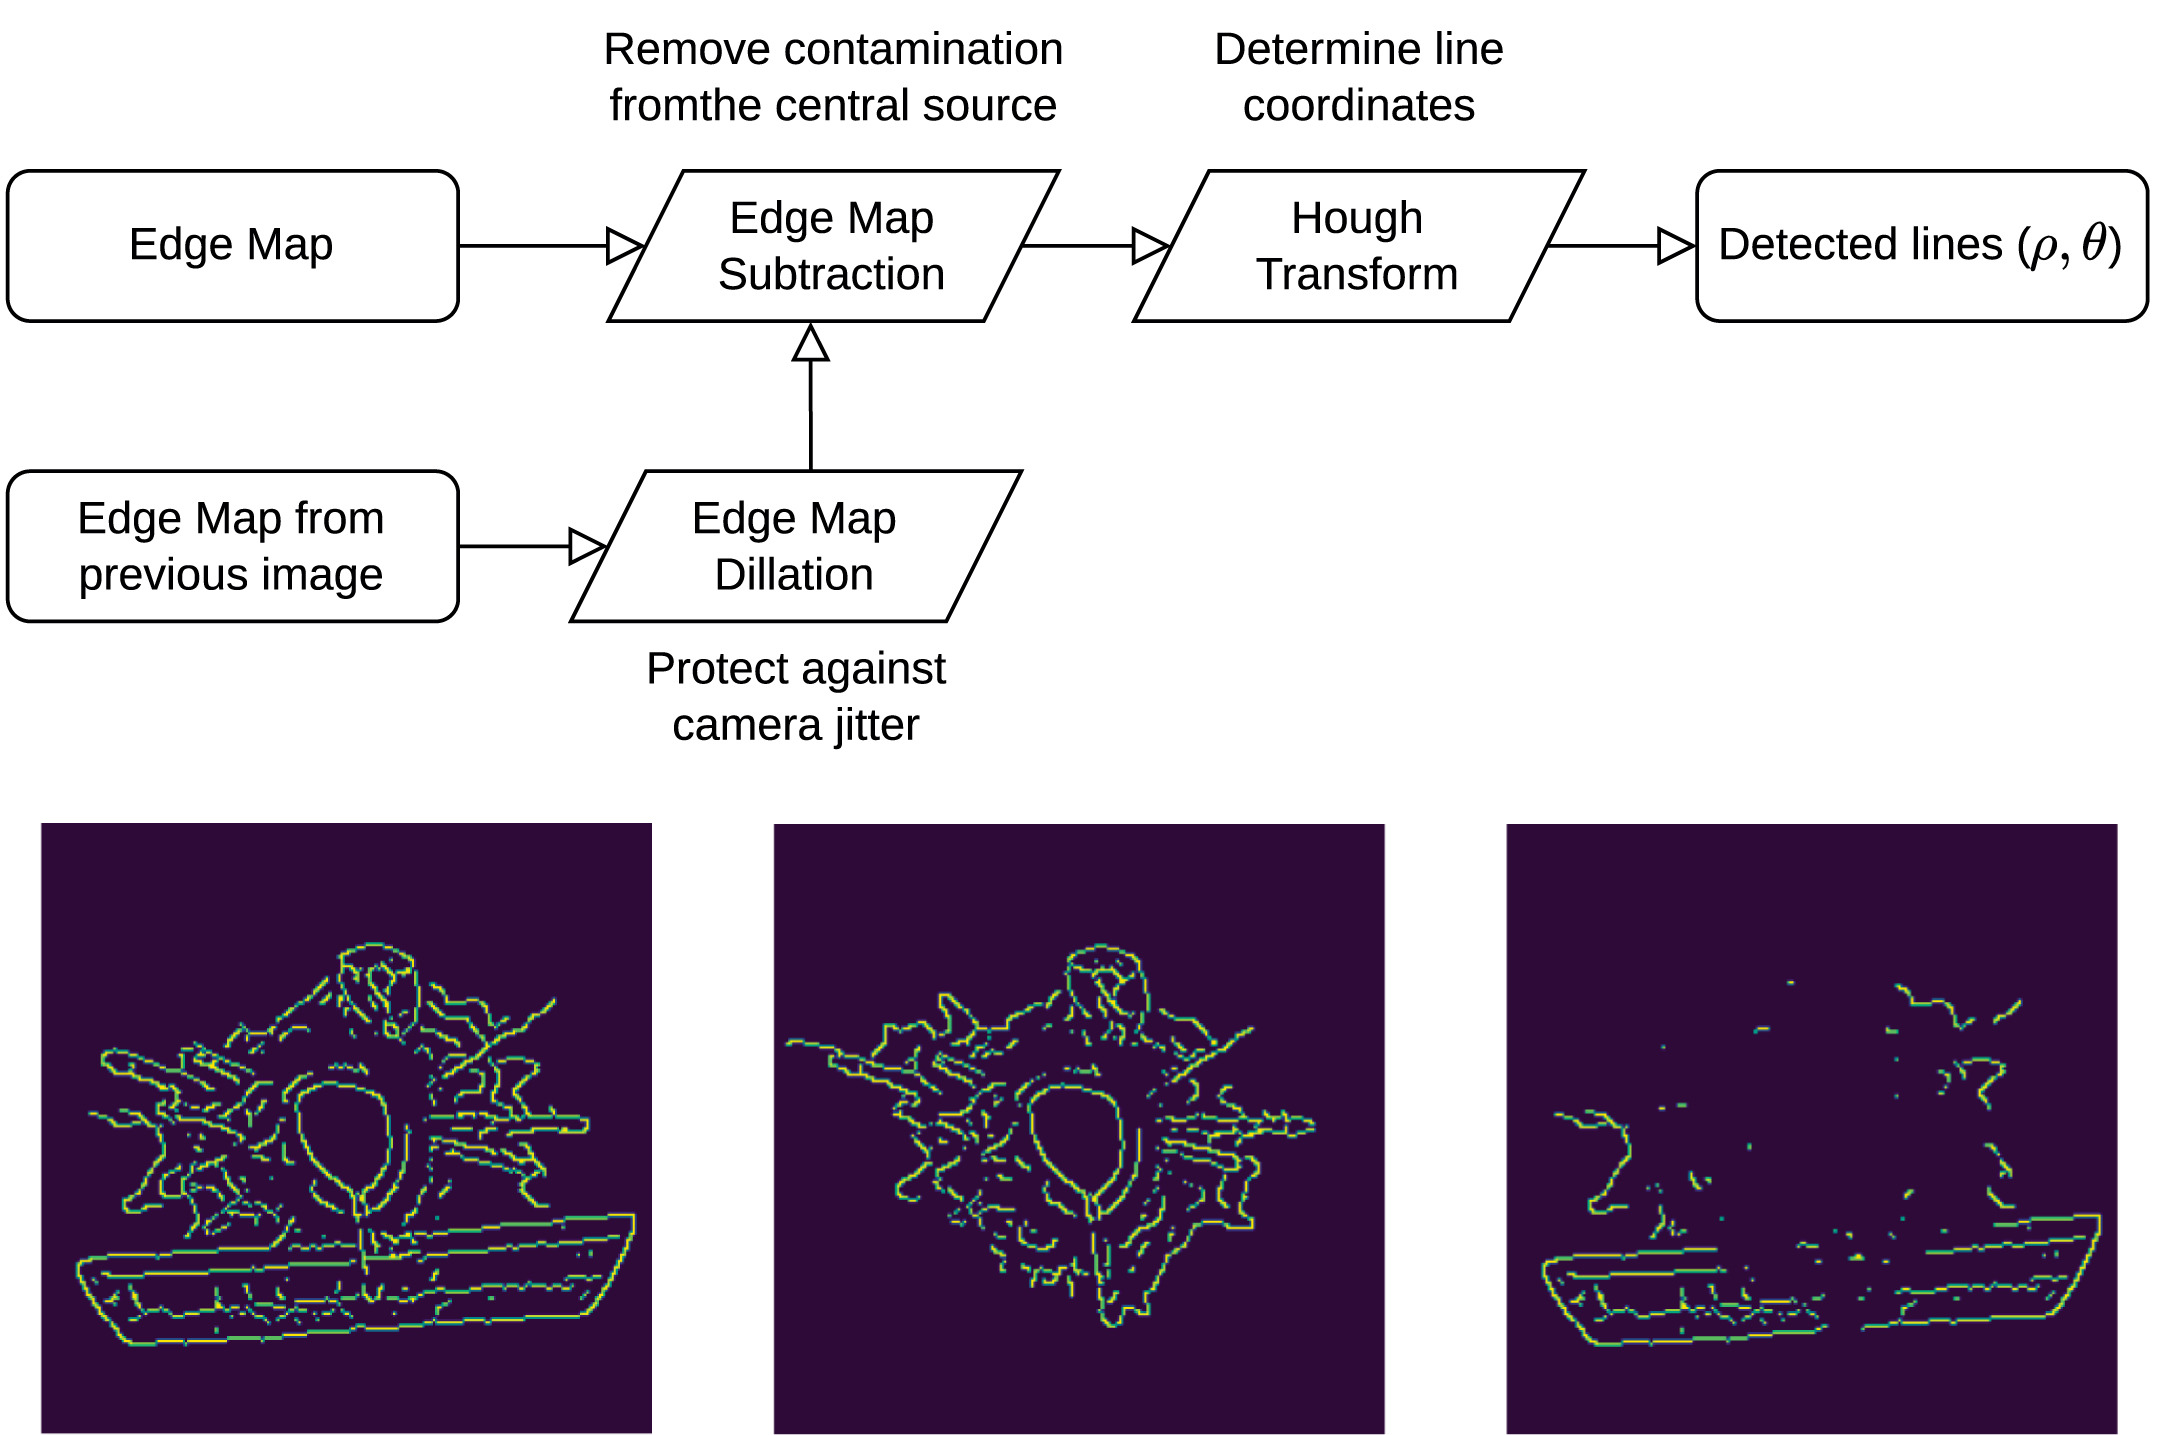 Remove contamination
fromthe central source
Determine line
coordinates
Edge Map
Edge Map
Subtraction
Hough
Transform
Detected lines (ρ, θ)
Edge Map from
previous image
Edge Map
Dillation
Protect against
camera jitter